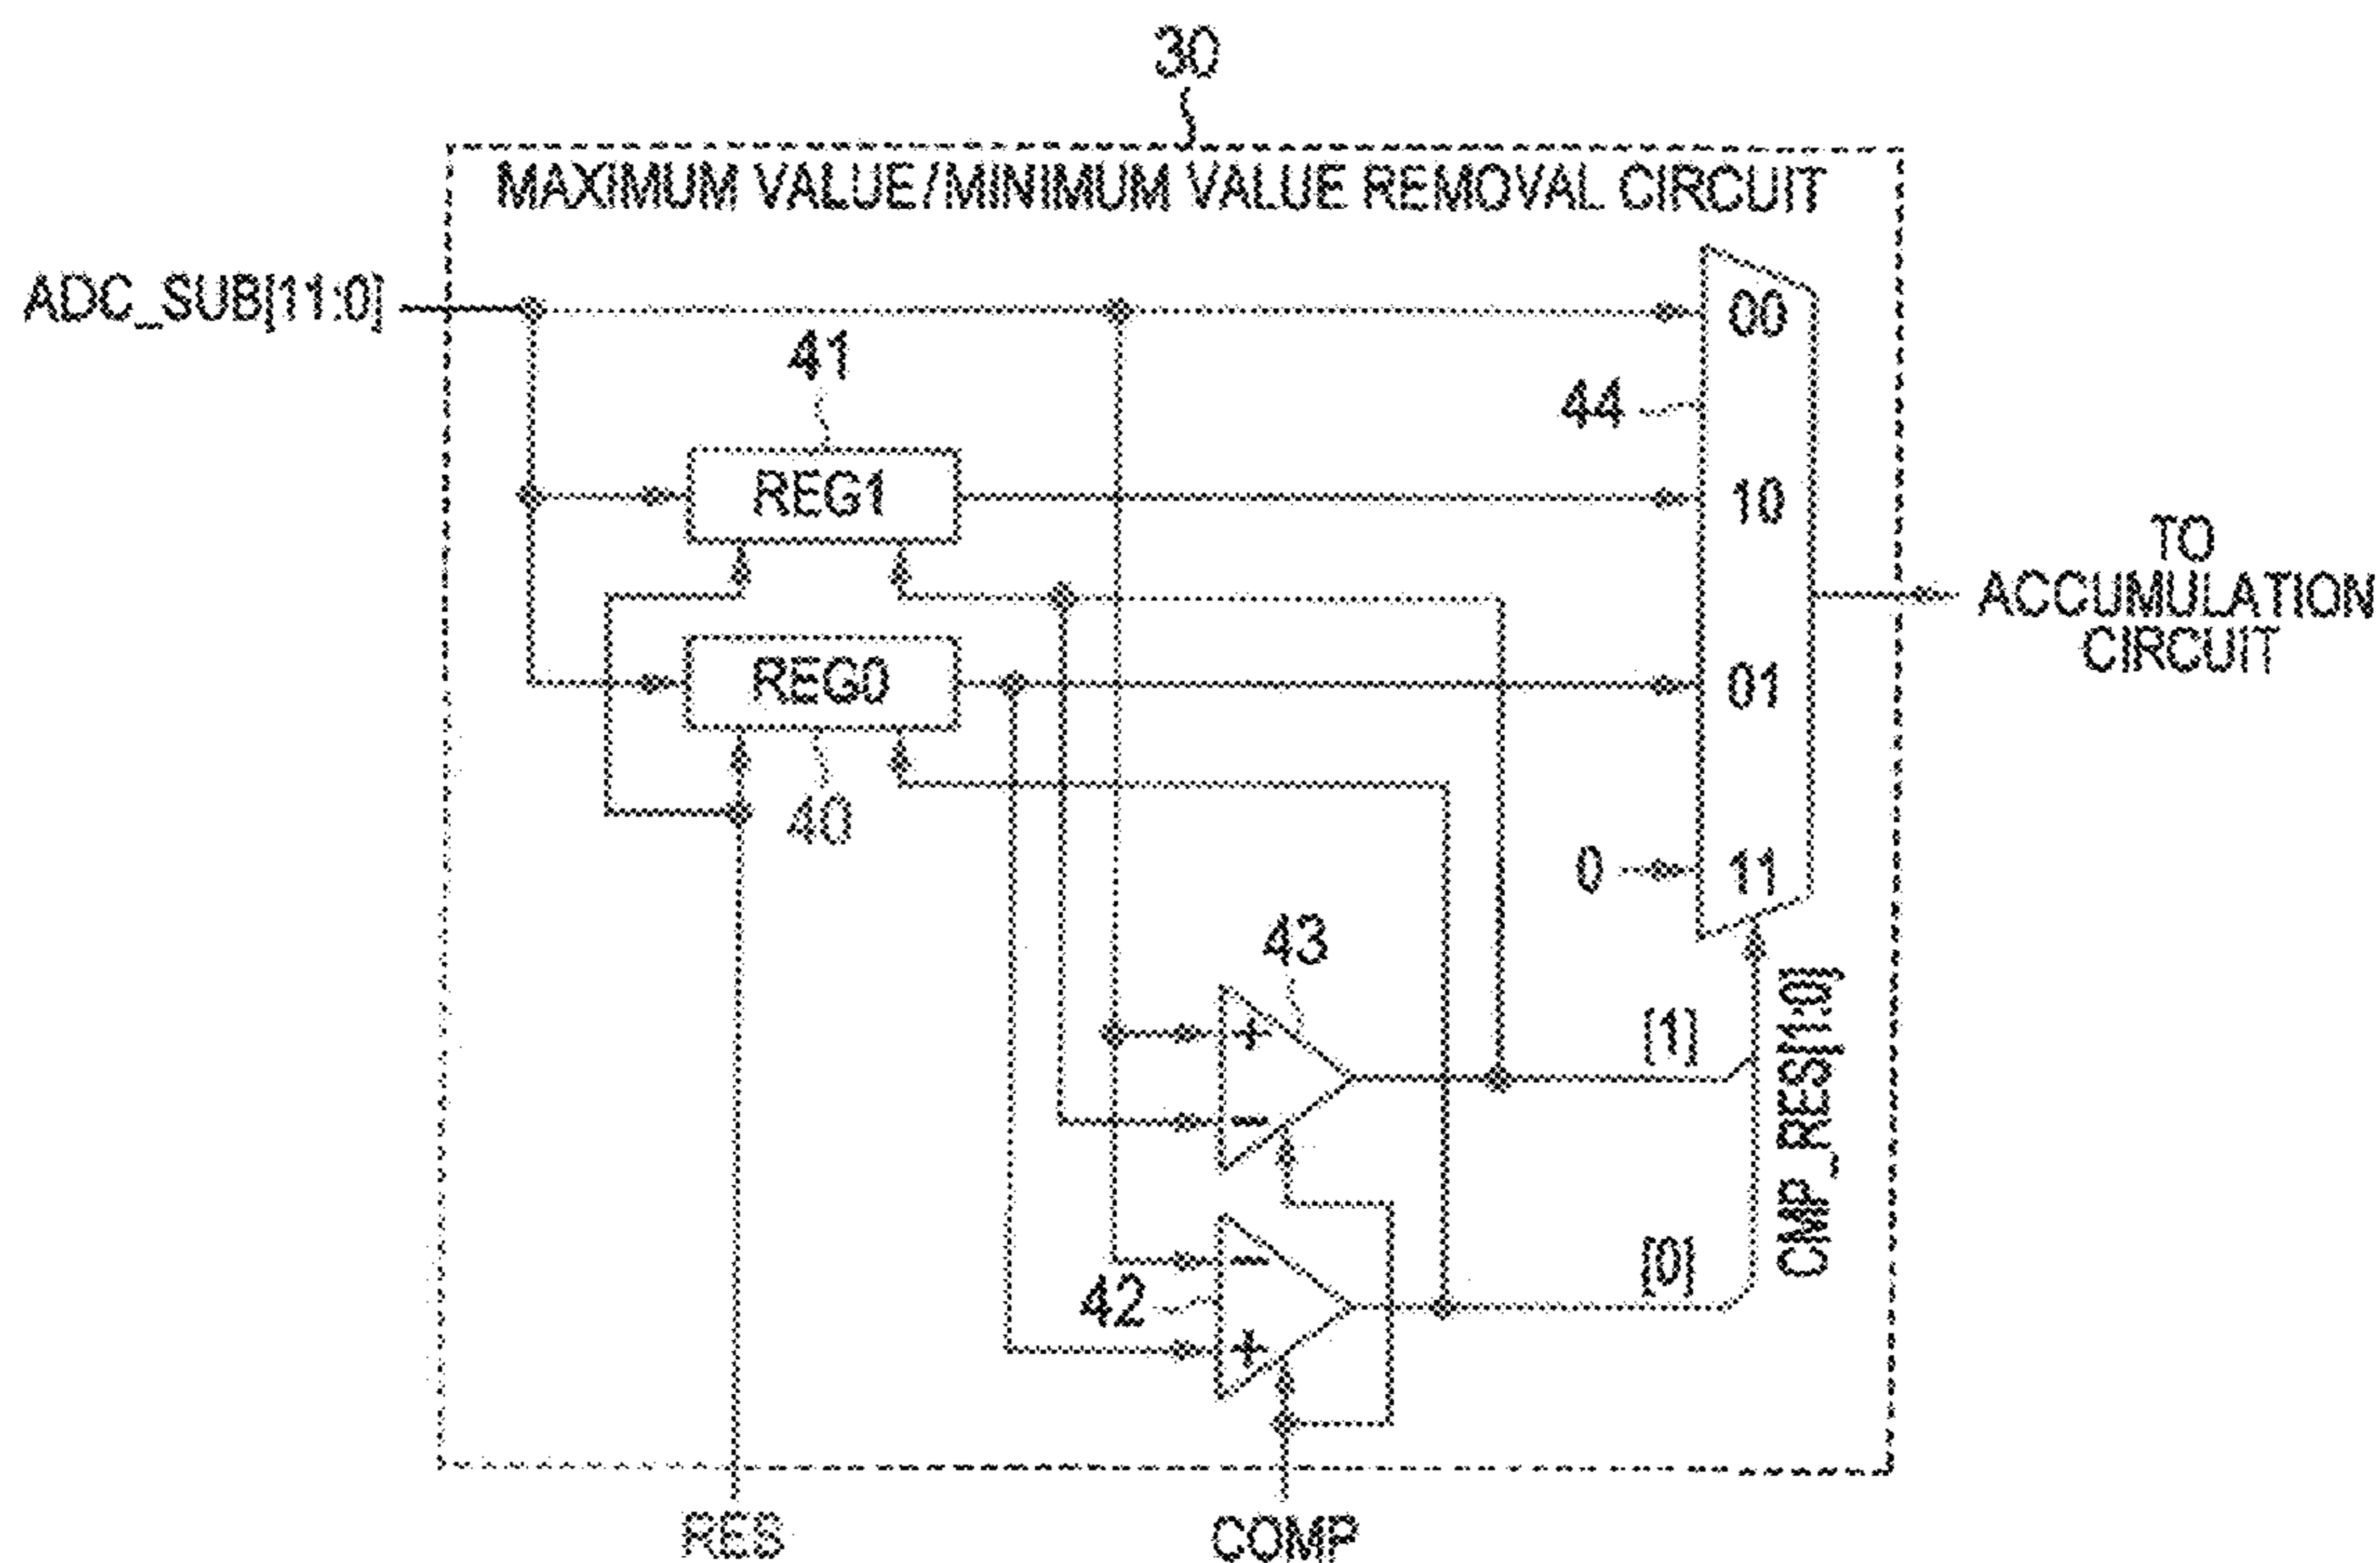 30
MAXIMUM VALUE/MINIMUM VALUE REMOVAL CIRCUIT
ADC_SUB[11:0]
00
41
44
REG1
10
TO
ACCUMULATION
CIRCUIT
REG0
01
40
0
11
43
+
[1]
−
CMP_RES[1:0]
−
[0]
42
+
RES
COMP